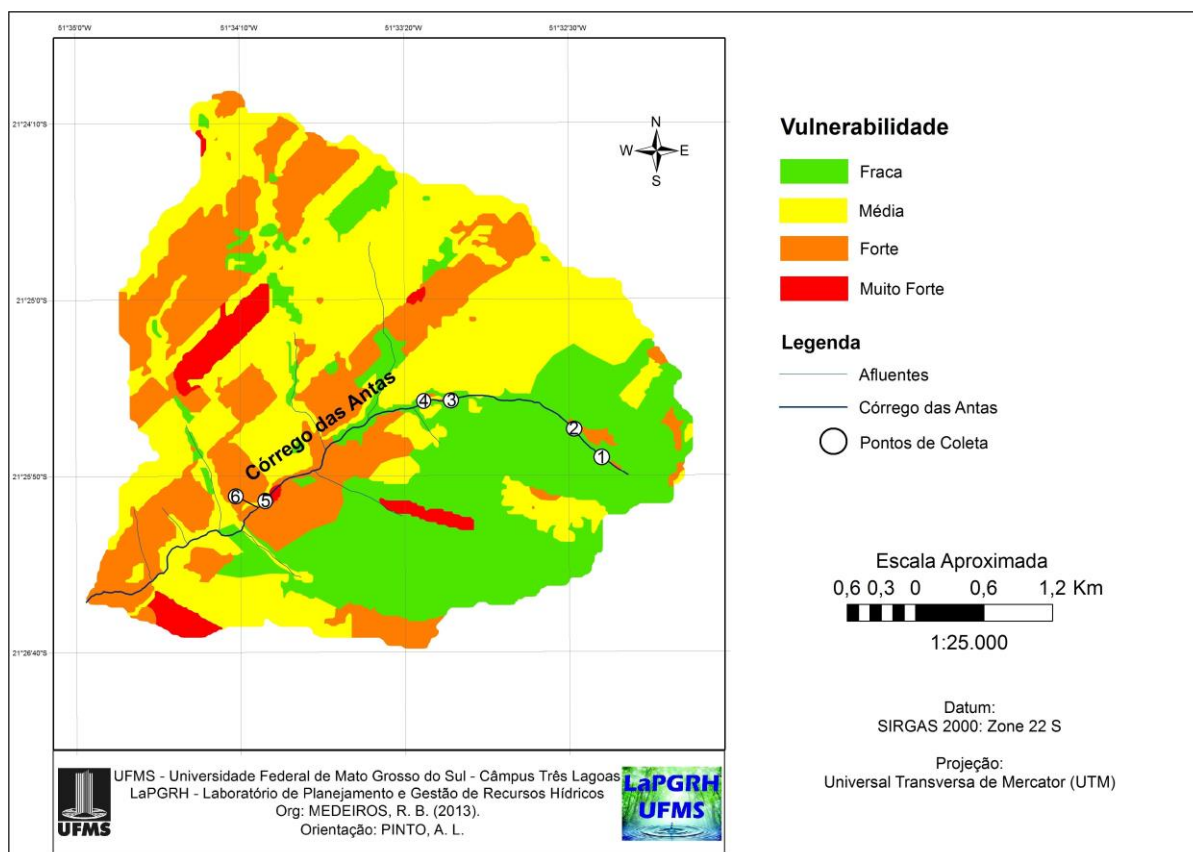 51°35'0"W 51°34'10"W 51°33'20"W 51°32'30"W
21°24'10"S
21°25'0"S
21°25'50"S
21°26'40"S
N
W E
S
Córrego das Antas
4 3
2
1
6 5
Vulnerabilidade
Fraca
Média
Forte
Muito Forte
Legenda
Afluentes
Córrego das Antas
Pontos de Coleta
Escala Aproximada
0,6 0,3 0 0,6 1,2 Km
1:25.000
Datum:
SIRGAS 2000: Zone 22 S
Projeção:
Universal Transversa de Mercator (UTM)
UFMS
UFMS - Universidade Federal de Mato Grosso do Sul - Câmpus Três Lagoas
LaPGRH - Laboratório de Planejamento e Gestão de Recursos Hídricos
Org: MEDEIROS, R. B. (2013).
Orientação: PINTO, A. L.
LaPGRH
UFMS